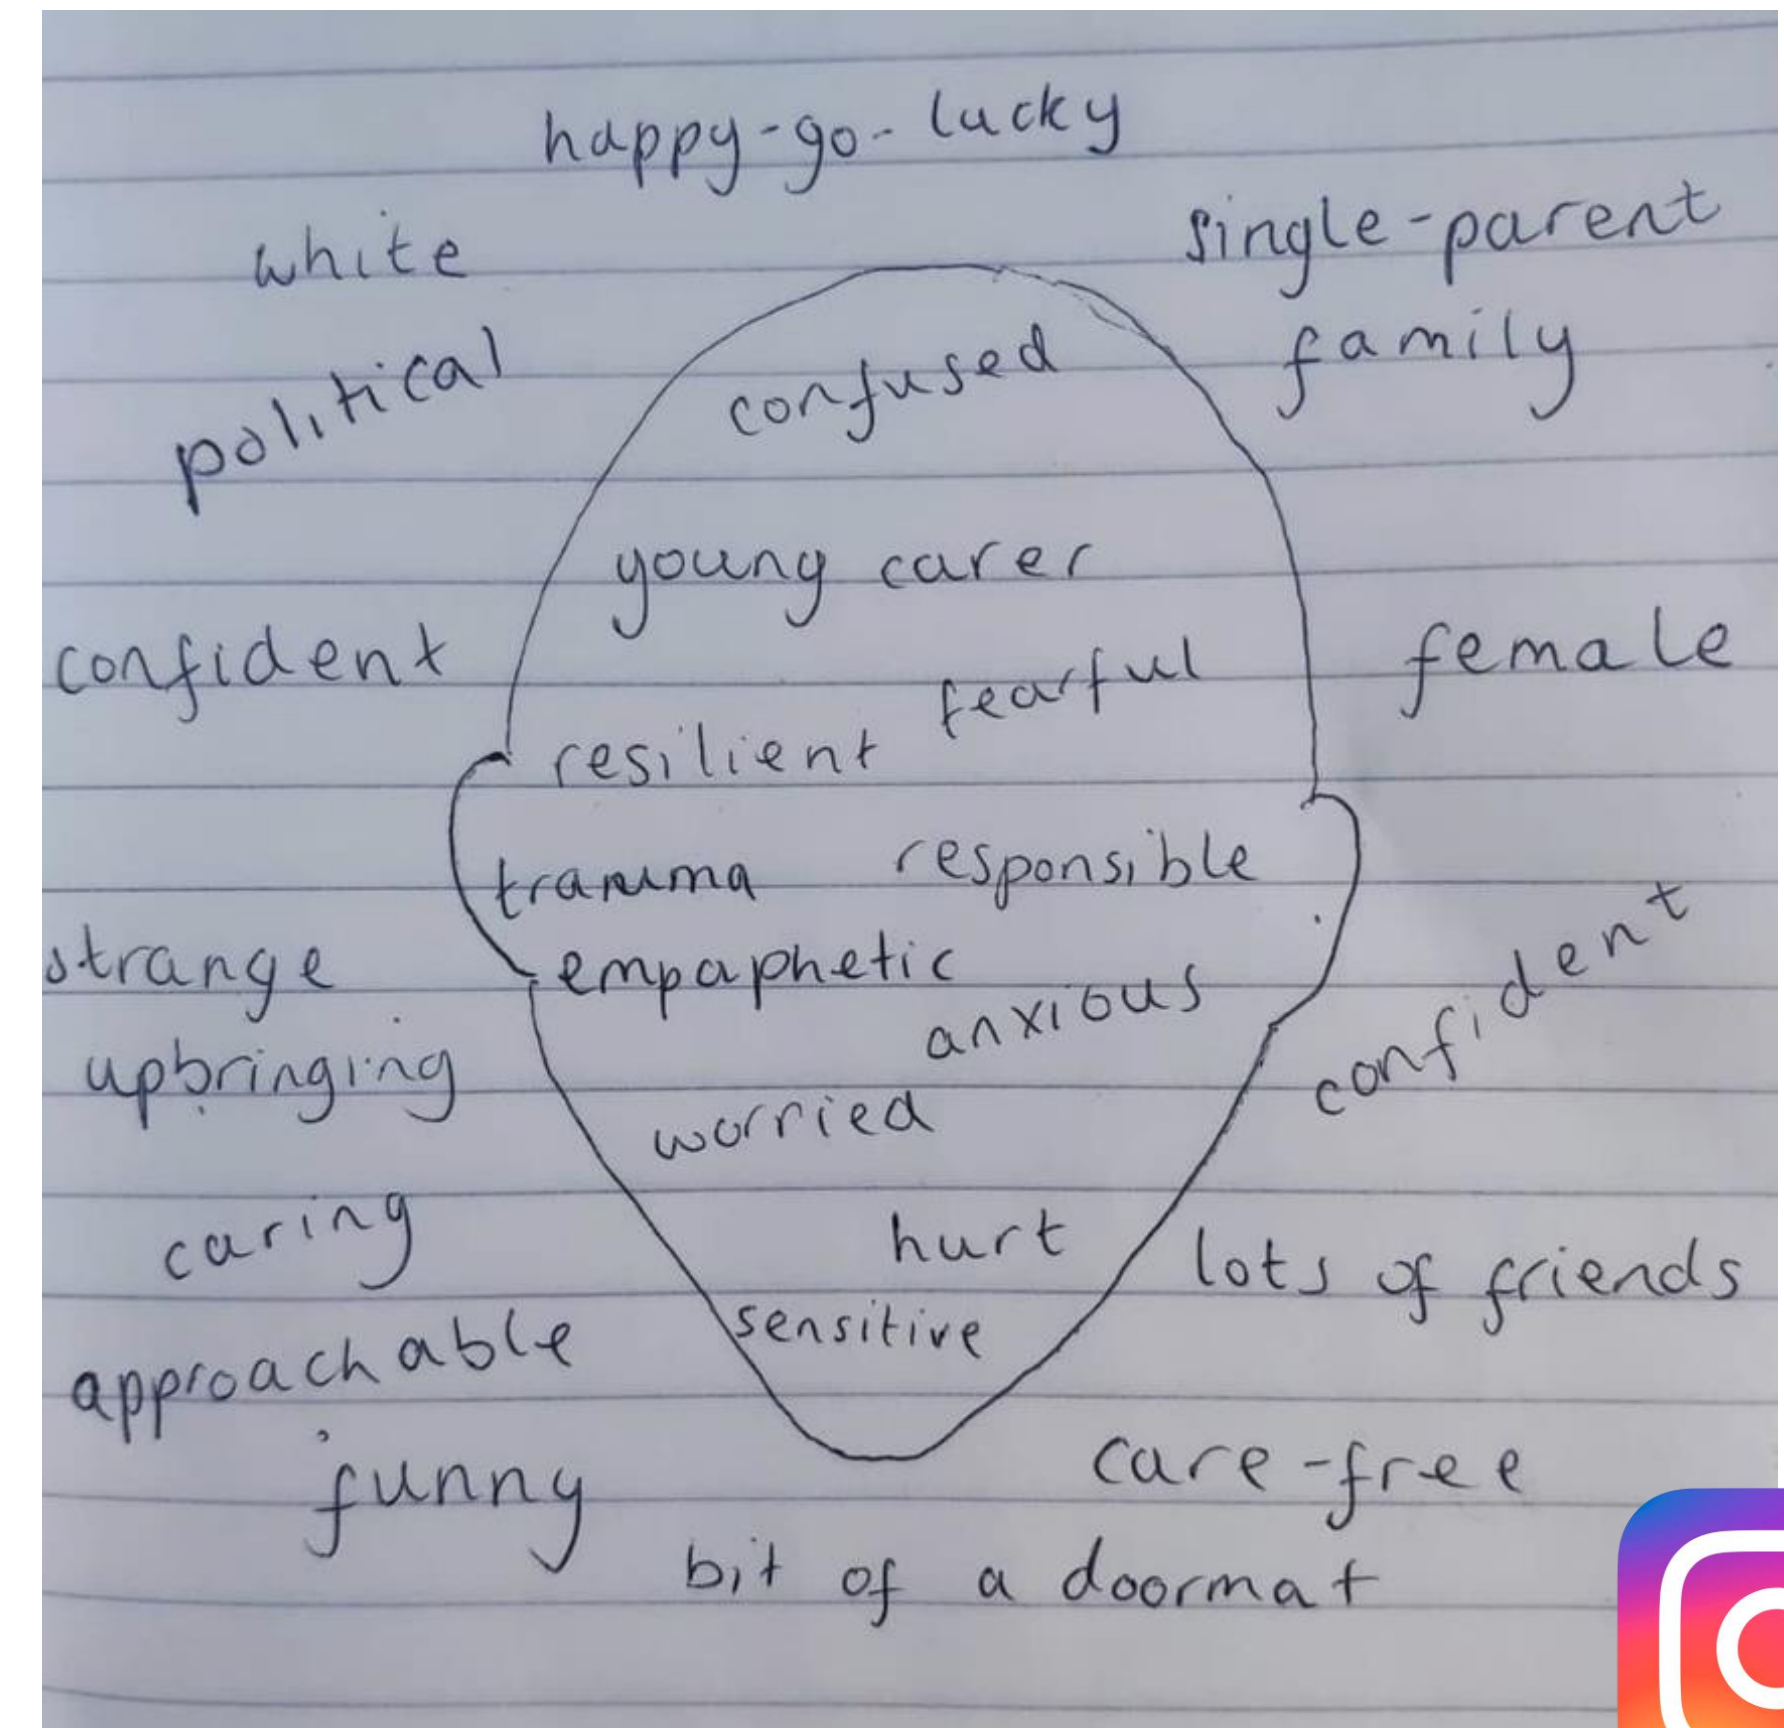 happy-go-lucky
white
single-parent
family
political
confused
young carer
confident
fearful
female
resilient
trauma
responsible
strange
upbringing
empaphetic
anxious
confident
worried
caring
hurt
lots of friends
approachable
sensitive
funny
care-free
bit of a doormat